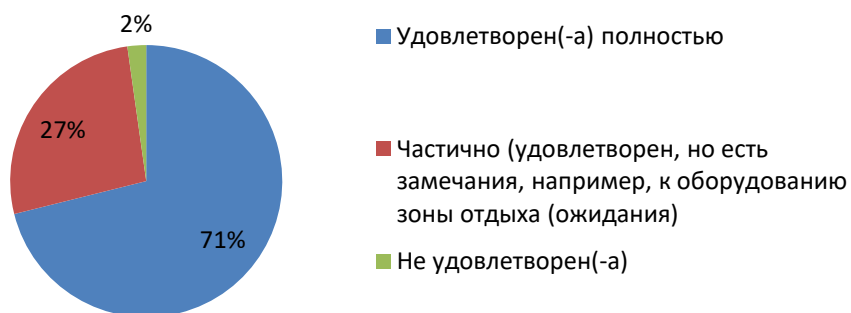 2%
27%
71%
Удовлетворен(-а) полностью
Частично (удовлетворен, но есть
замечания, например, к оборудованию
зоны отдыха (ожидания)
Не удовлетворен(-а)